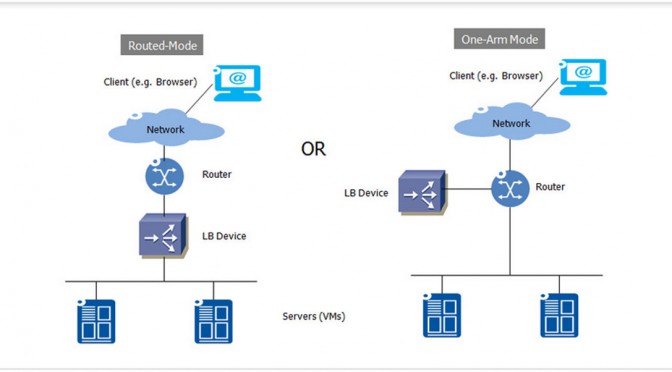 Routed-Mode
Client (e.g. Browser)
@
Network
Router
LB Device
OR
One-Arm Mode
Client (e.g. Browser)
@
Network
LB Device
Router
Servers (VMs)